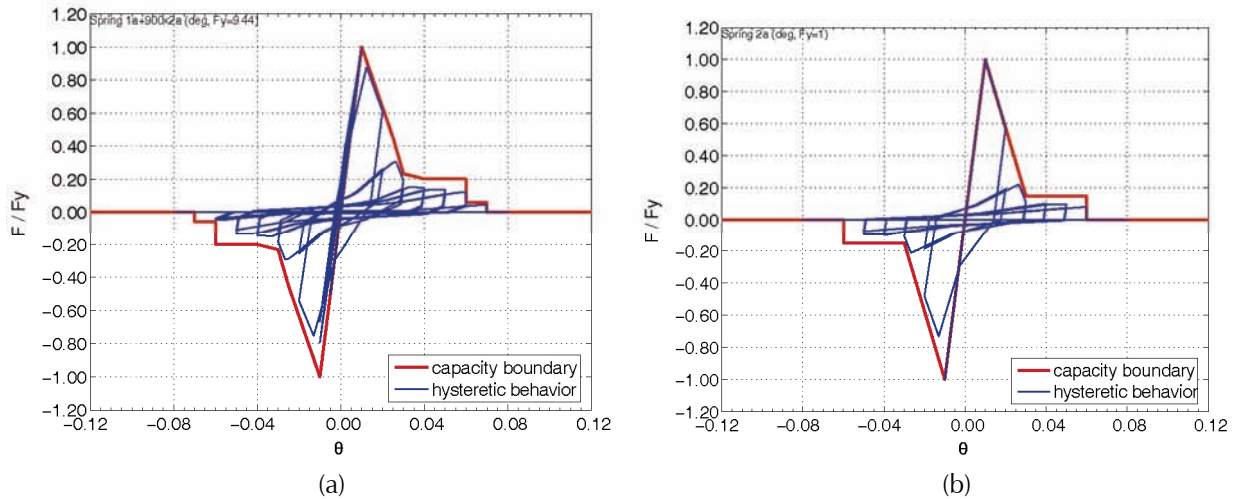 Spring 1a+900x2a (deg, Fy=9.44)
1.20
1.00
0.80
0.60
0.40
0.20
0.00
−0.20
−0.40
−0.60
−0.80
−1.00
−1.20
F / Fy
capacity boundary
hysteretic behavior
−0.12 −0.08 −0.04 0.00 0.04 0.08 0.12
θ
(a)
Spring 2a (deg, Fy=1)
1.20
1.00
0.80
0.60
0.40
0.20
0.00
−0.20
−0.40
−0.60
−0.80
−1.00
−1.20
F / Fy
capacity boundary
hysteretic behavior
−0.12 −0.08 −0.04 0.00 0.04 0.08 0.12
θ
(b)